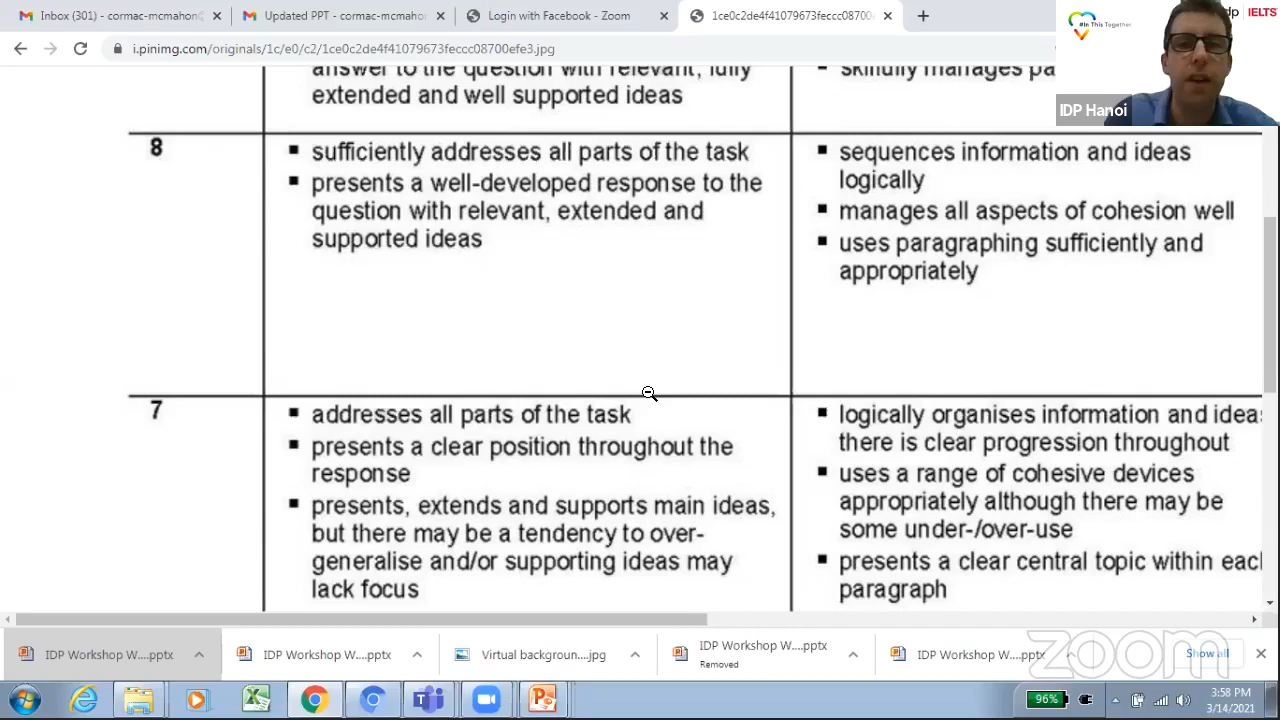 Inbox (301) - cormac-mcmahon
Updated PPT - cormac-mcmaho
Login with Facebook - Zoom
1ce0c2de4f41079673feccc08700
i.pinimg.com/originals/1c/e0/c2/1ce0c2de4f41079673feccc08700efe3.jpg
#In This Together
dp IELTS
IDP Hanoi
answer to the question with relevant, fully
extended and well supported ideas
skilfully manages pa
8
sufficiently addresses all parts of the task
presents a well-developed response to the
question with relevant, extended and
supported ideas
sequences information and ideas
logically
manages all aspects of cohesion well
uses paragraphing sufficiently and
appropriately
7
addresses all parts of the task
presents a clear position throughout the
response
presents, extends and supports main ideas,
but there may be a tendency to over-
generalise and/or supporting ideas may
lack focus
logically organises information and idea
there is clear progression throughout
uses a range of cohesive devices
appropriately although there may be
some under-/over-use
presents a clear central topic within eac
paragraph
IDP Workshop W....pptx
IDP Workshop W....pptx
Virtual backgroun....jpg
IDP Workshop W....pptx
Removed
IDP Workshop W....pptx
Show all
zoom
96%
3:58 PM
3/14/2021